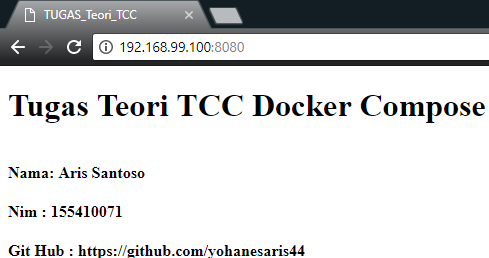 TUGAS_Teori_TCC
192.168.99.100:8080
Tugas Teori TCC Docker Compose
Nama: Aris Santoso
Nim : 155410071
Git Hub : https://github.com/yohanesaris44